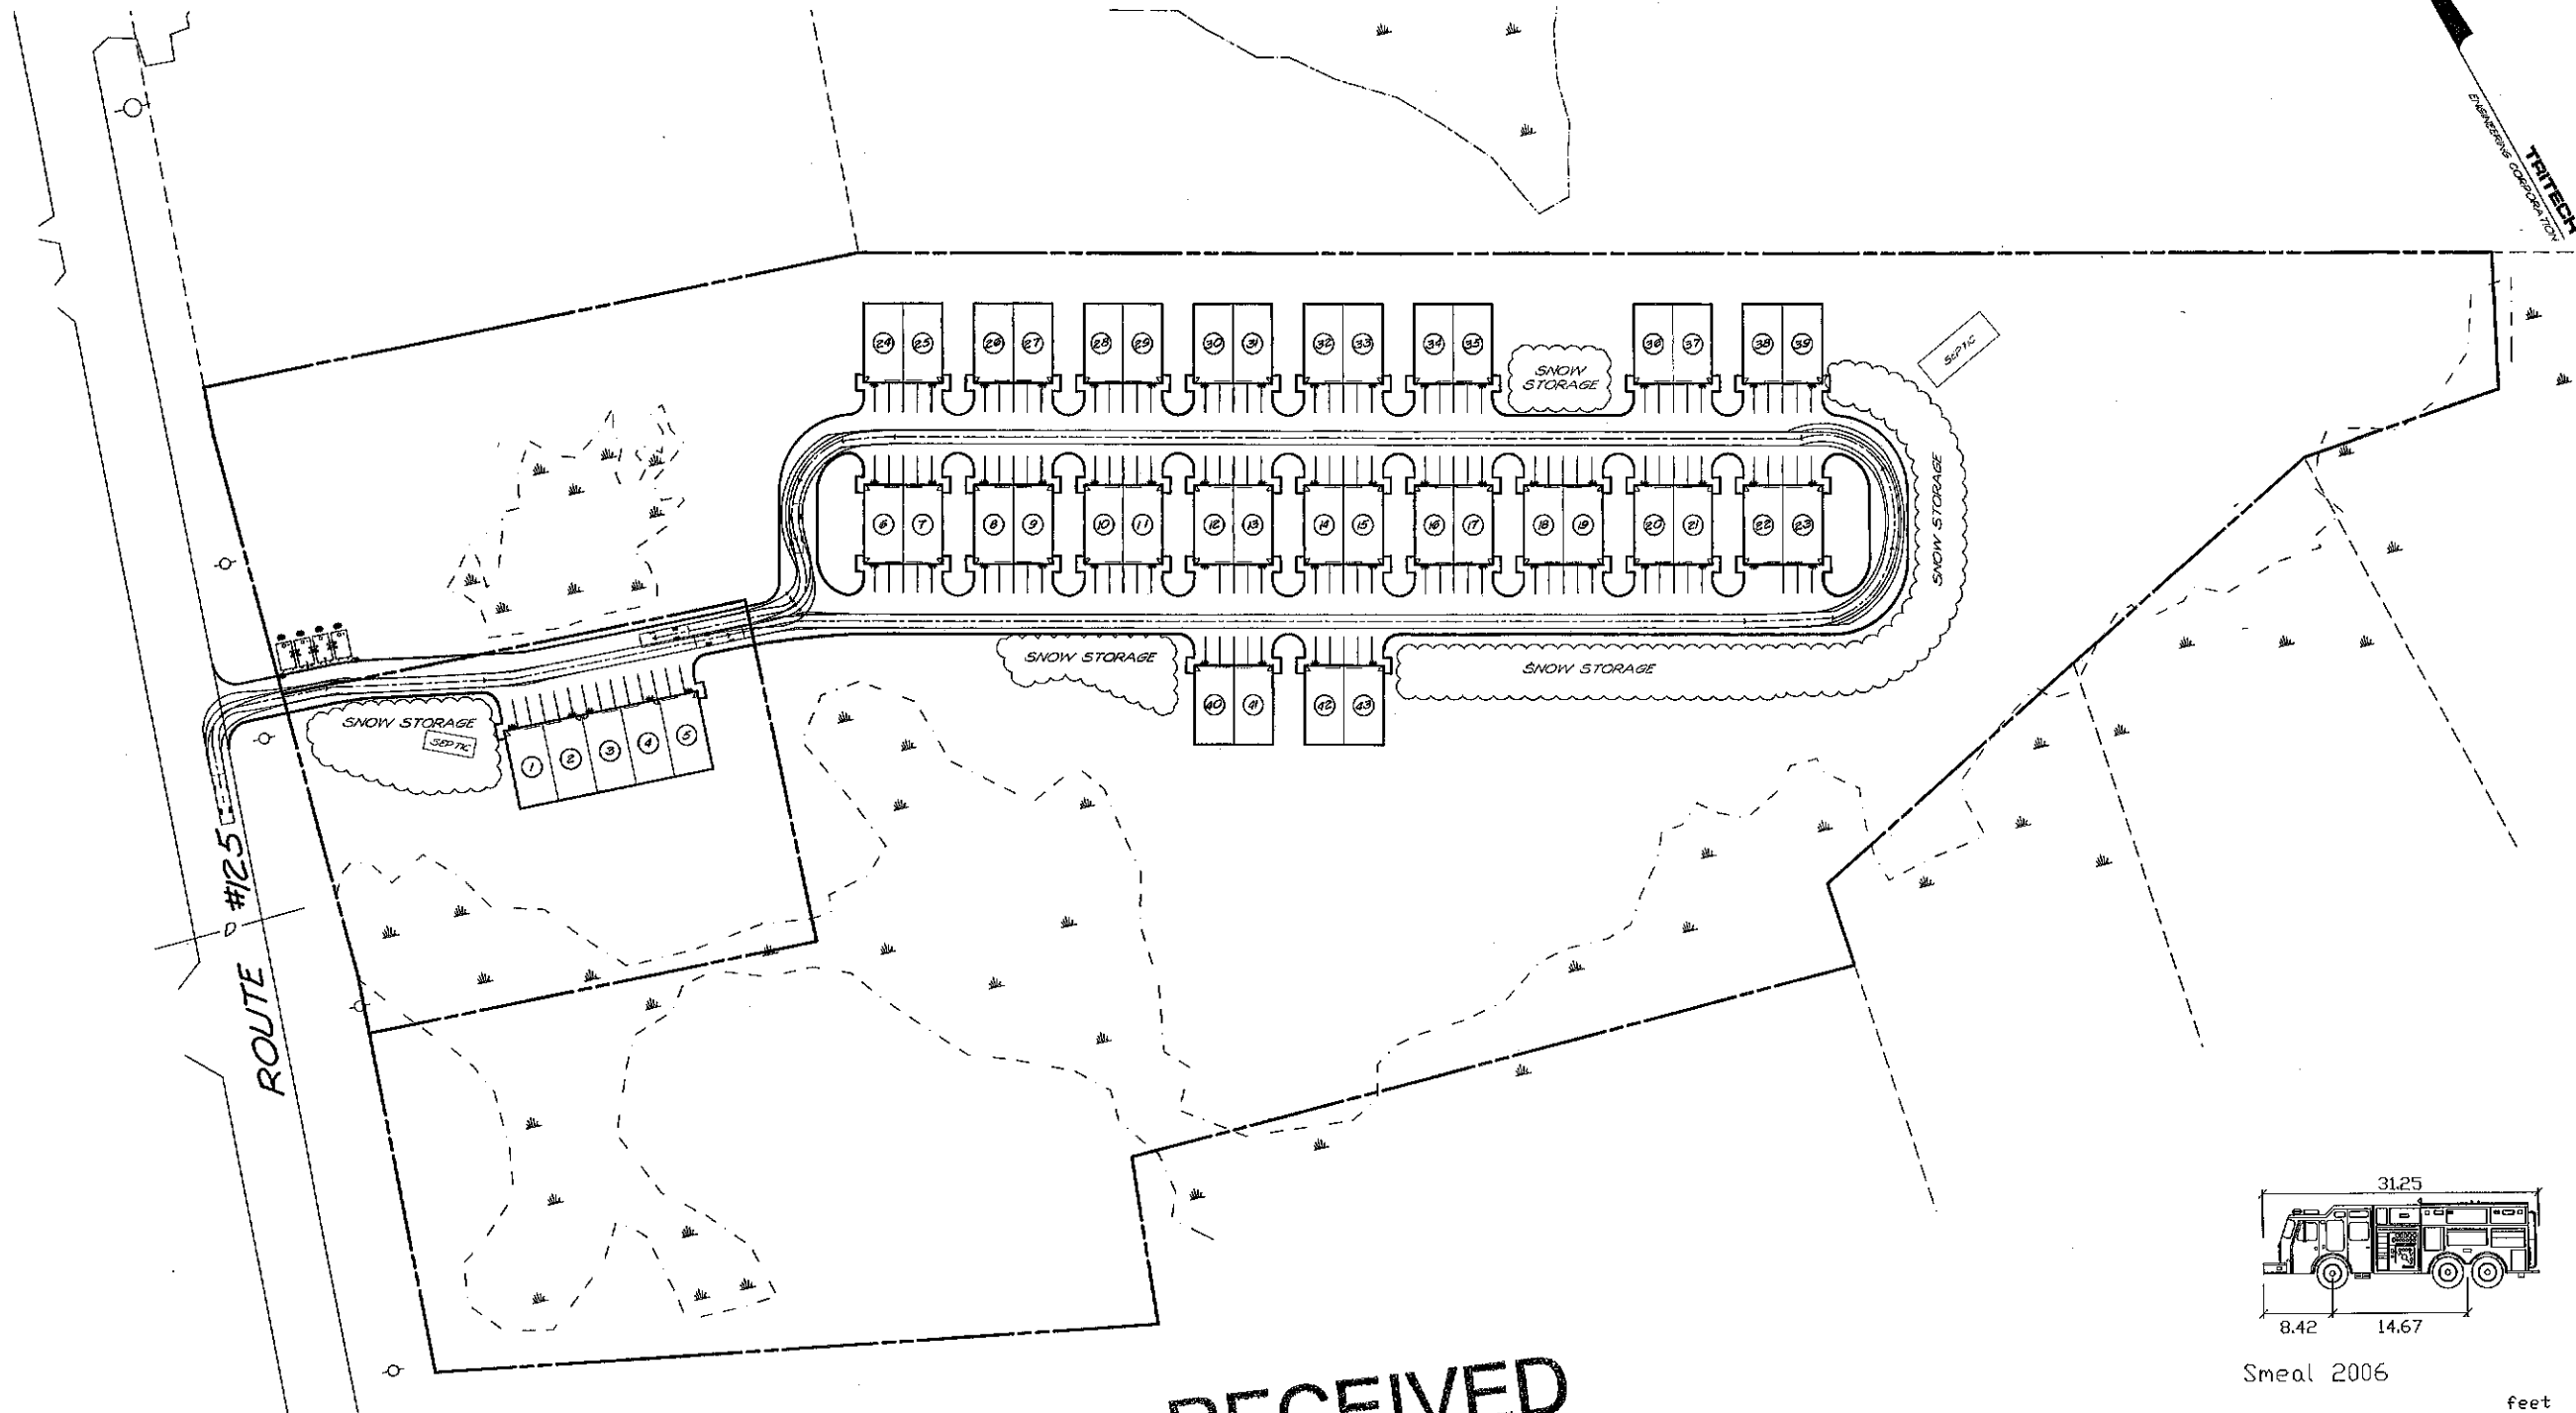 TRITECH
ENGINEERING CORPORATION
24 25 26 27 28 29 30 31 32 33 34 35 36 37 38 39
SNOW
STORAGE
SEPTIC
SNOW STORAGE
6 7 8 9 10 11 12 13 14 15 16 17 18 19 20 21 22 23
SNOW STORAGE
SNOW STORAGE
40 41 42 43
SNOW STORAGE
SEPTIC
1 2 3 4 5
ROUTE #125
D
31.25
8.42 14.67
Smeal 2006
feet
RECEIVED